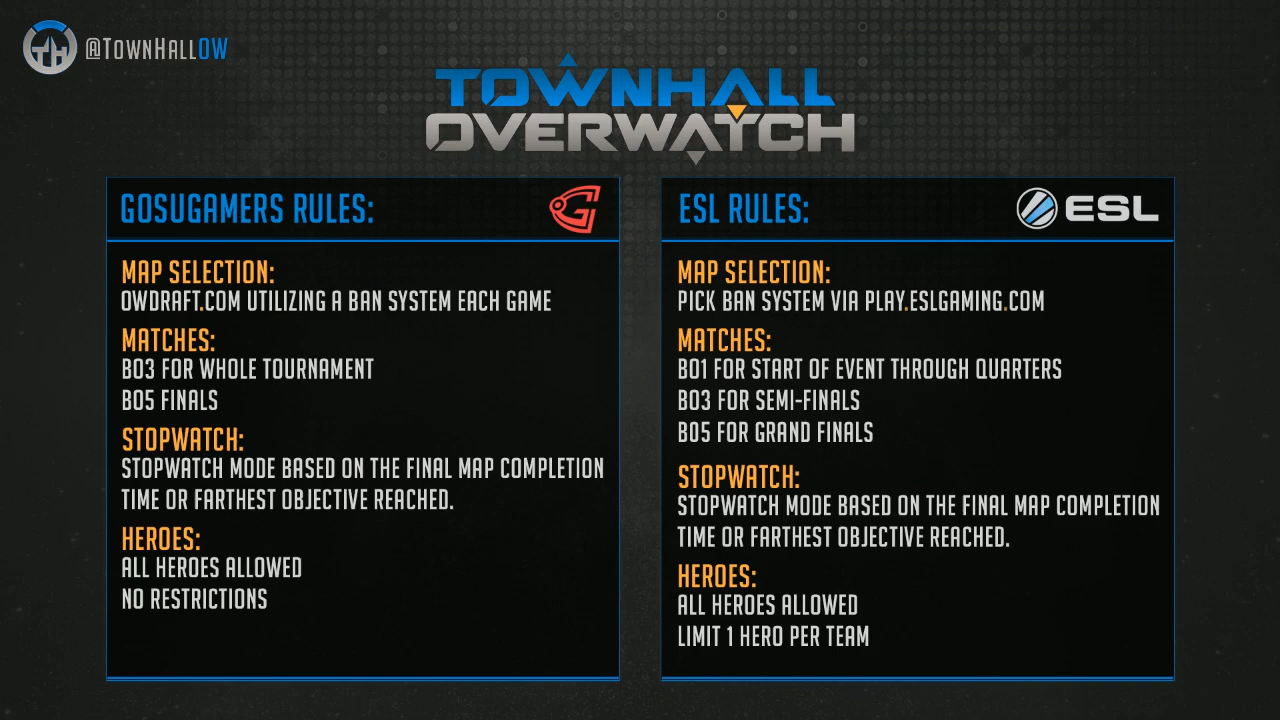 @TOWNHALLOW
TOWNHALL
OVERWATCH
GOSUGAMERS RULES:
MAP SELECTION:
OWDRAFT.COM UTILIZING A BAN SYSTEM EACH GAME
MATCHES:
BO3 FOR WHOLE TOURNAMENT
BO5 FINALS
STOPWATCH:
STOPWATCH MODE BASED ON THE FINAL MAP COMPLETION
TIME OR FARTHEST OBJECTIVE REACHED.
HEROES:
ALL HEROES ALLOWED
NO RESTRICTIONS
ESL RULES:
ESL
MAP SELECTION:
PICK BAN SYSTEM VIA PLAY.ESLGAMING.COM
MATCHES:
BO1 FOR START OF EVENT THROUGH QUARTERS
BO3 FOR SEMI-FINALS
BO5 FOR GRAND FINALS
STOPWATCH:
STOPWATCH MODE BASED ON THE FINAL MAP COMPLETION
TIME OR FARTHEST OBJECTIVE REACHED.
HEROES:
ALL HEROES ALLOWED
LIMIT 1 HERO PER TEAM